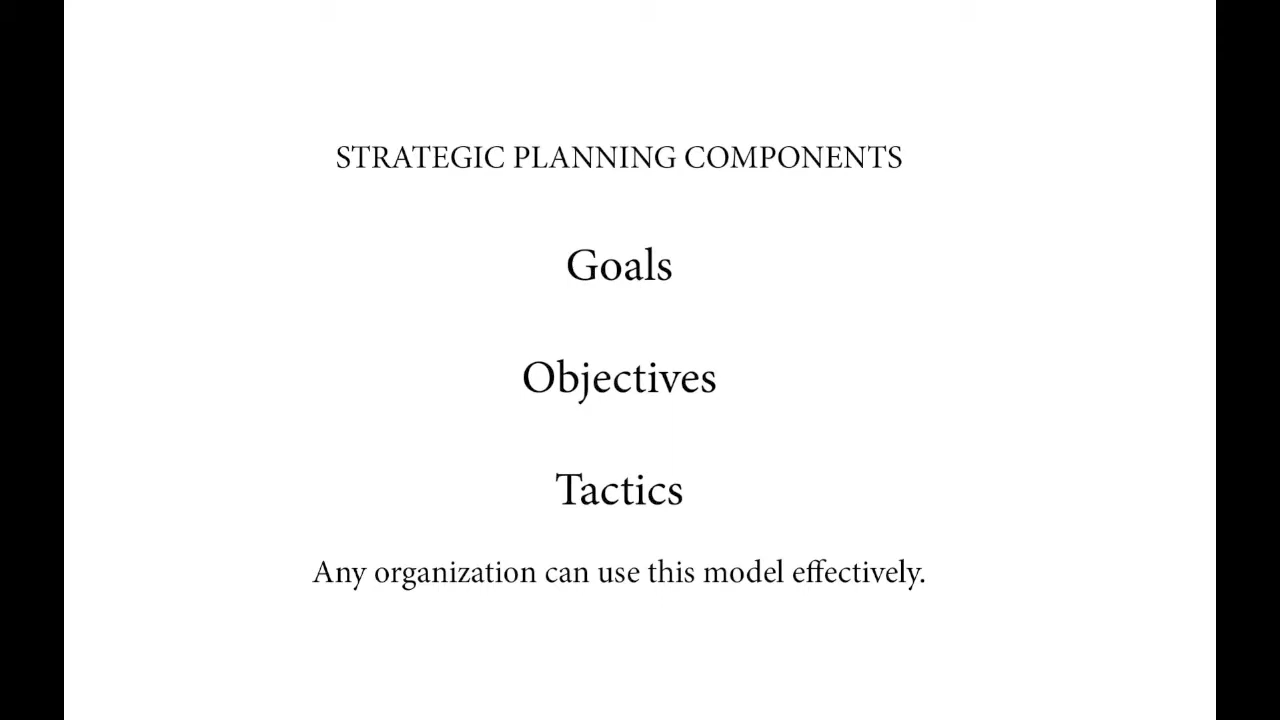 STRATEGIC PLANNING COMPONENTS
Goals
Objectives
Tactics
Any organization can use this model effectively.